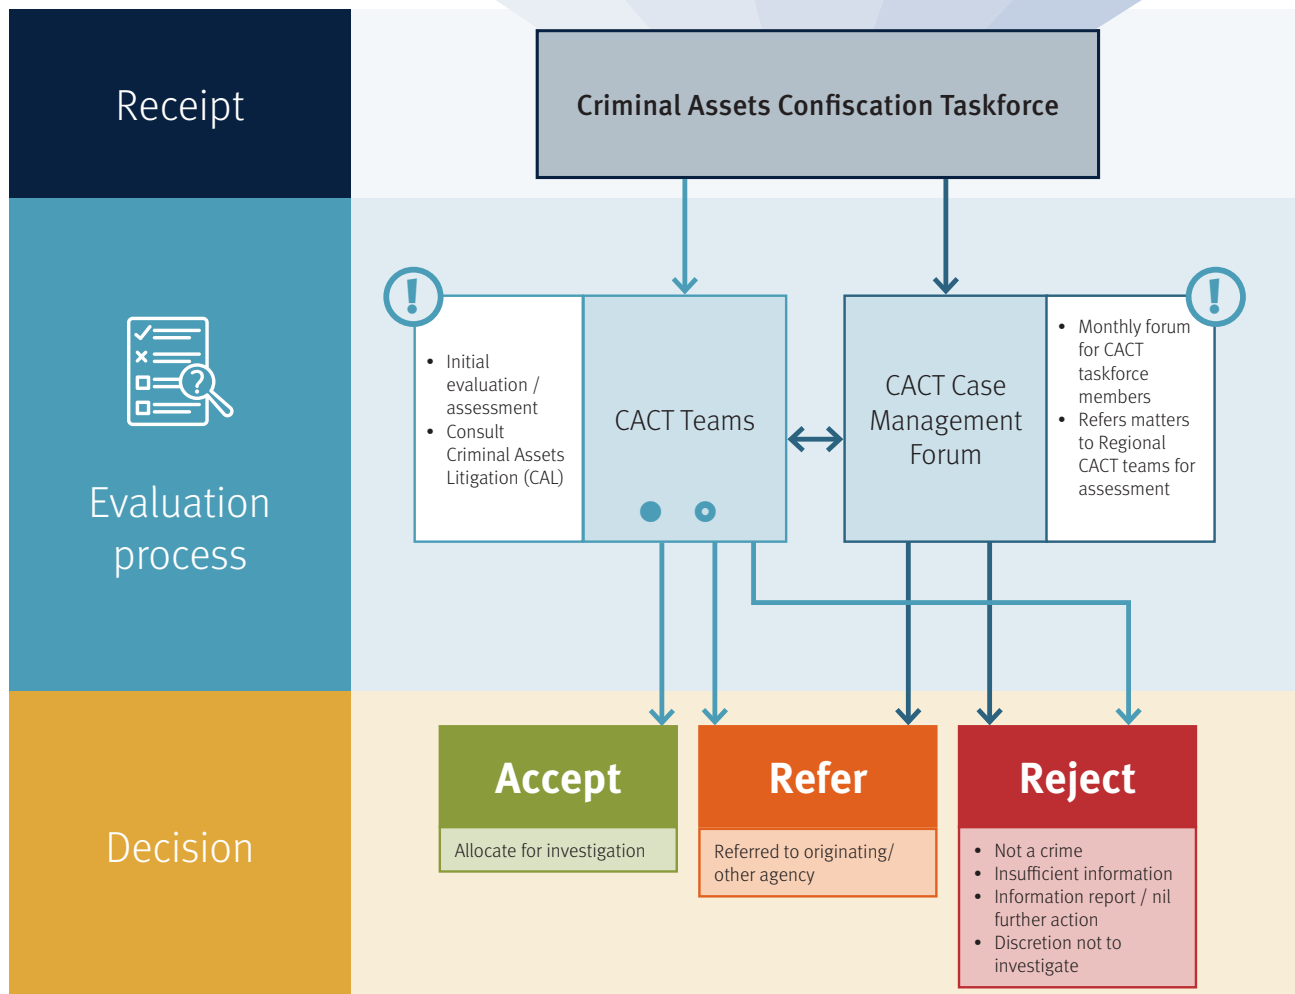 Receipt
Criminal Assets Confiscation Taskforce
Evaluation
process
• Initial
evaluation /
assessment
• Consult
Criminal Assets
Litigation (CAL)
CACT Teams
CACT Case
Management
Forum
• Monthly forum
for CACT
taskforce
members
• Refers matters
to Regional
CACT teams for
assessment
Decision
Accept
Allocate for investigation
Refer
Referred to originating/
other agency
Reject
• Not a crime
• Insufficient information
• Information report / nil
further action
• Discretion not to
investigate